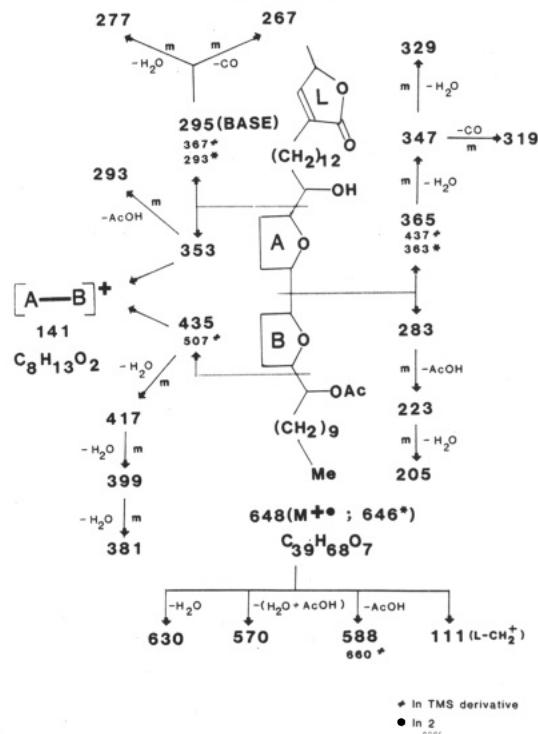 277
267
m
m
-H2O
-CO
295(BASE)
367+
293*
293
m
-AcOH
353
[A—B]+
141
C8H13O2
435
507+
-H2O
m
417
-H2O
m
399
-H2O
m
381
L
O
O
(CH2)12
OH
A
O
B
O
OAc
(CH2)9
Me
329
m
-H2O
347
-CO
m
319
m
-H2O
365
437+
363*
283
m
-AcOH
223
m
-H2O
205
648(M+• ; 646*)
C39H68O7
-H2O
-(H2O + AcOH)
-AcOH
630
570
588
660+
111(L-CH2+)
+ In TMS derivative
● In 2